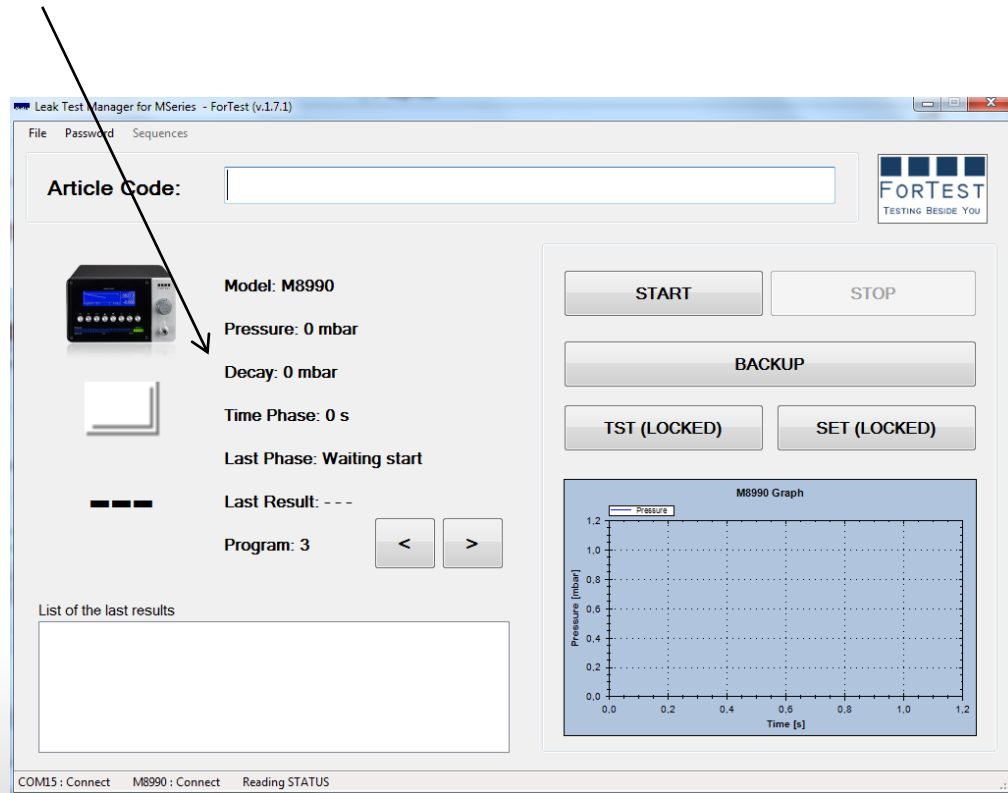 Leak Test Manager for MSeries - ForTest (v.1.7.1)
File Password Sequences
Article Code:
FORTEST
TESTING BESIDE YOU
Model: M8990
Pressure: 0 mbar
Decay: 0 mbar
Time Phase: 0 s
Last Phase: Waiting start
Last Result: - - -
Program: 3
< >
List of the last results
START STOP
BACKUP
TST (LOCKED) SET (LOCKED)
M8990 Graph
Pressure
Pressure [mbar]
1,2
1,0
0,8
0,6
0,4
0,2
0,0
0,0 0,2 0,4 0,6 0,8 1,0 1,2
Time [s]
COM15 : Connect M8990 : Connect Reading STATUS